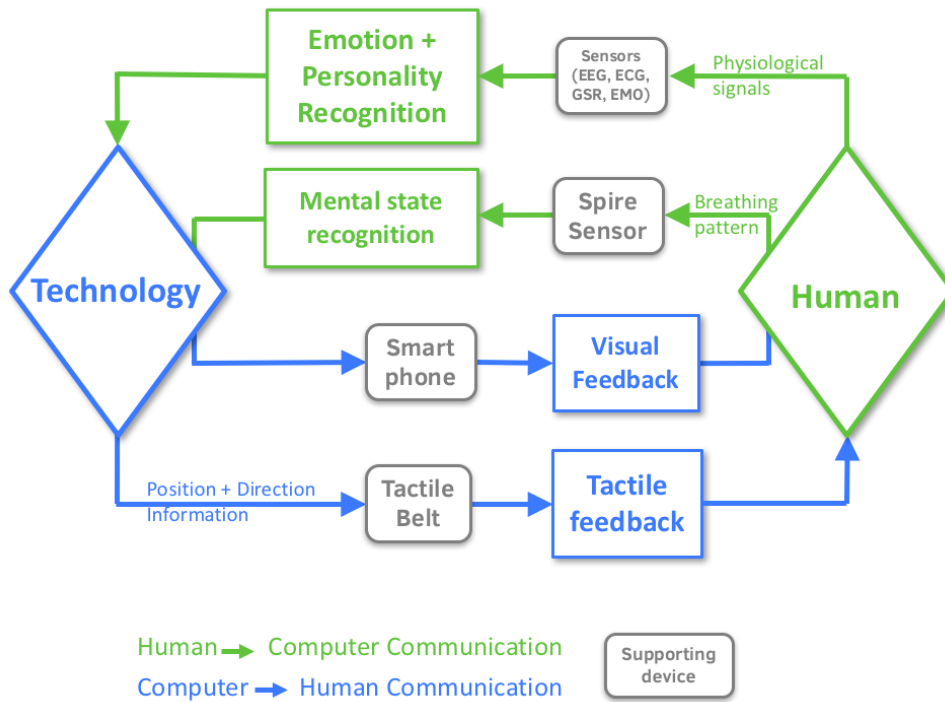 Emotion +
Personality
Recognition
Sensors
(EEG, ECG,
GSR, EMO)
Physiological
signals
Mental state
recognition
Spire
Sensor
Breathing
pattern
Technology
Human
Smart
phone
Visual
Feedback
Position + Direction
Information
Tactile
Belt
Tactile
feedback
Human Computer Communication
Computer Human Communication
Supporting
device